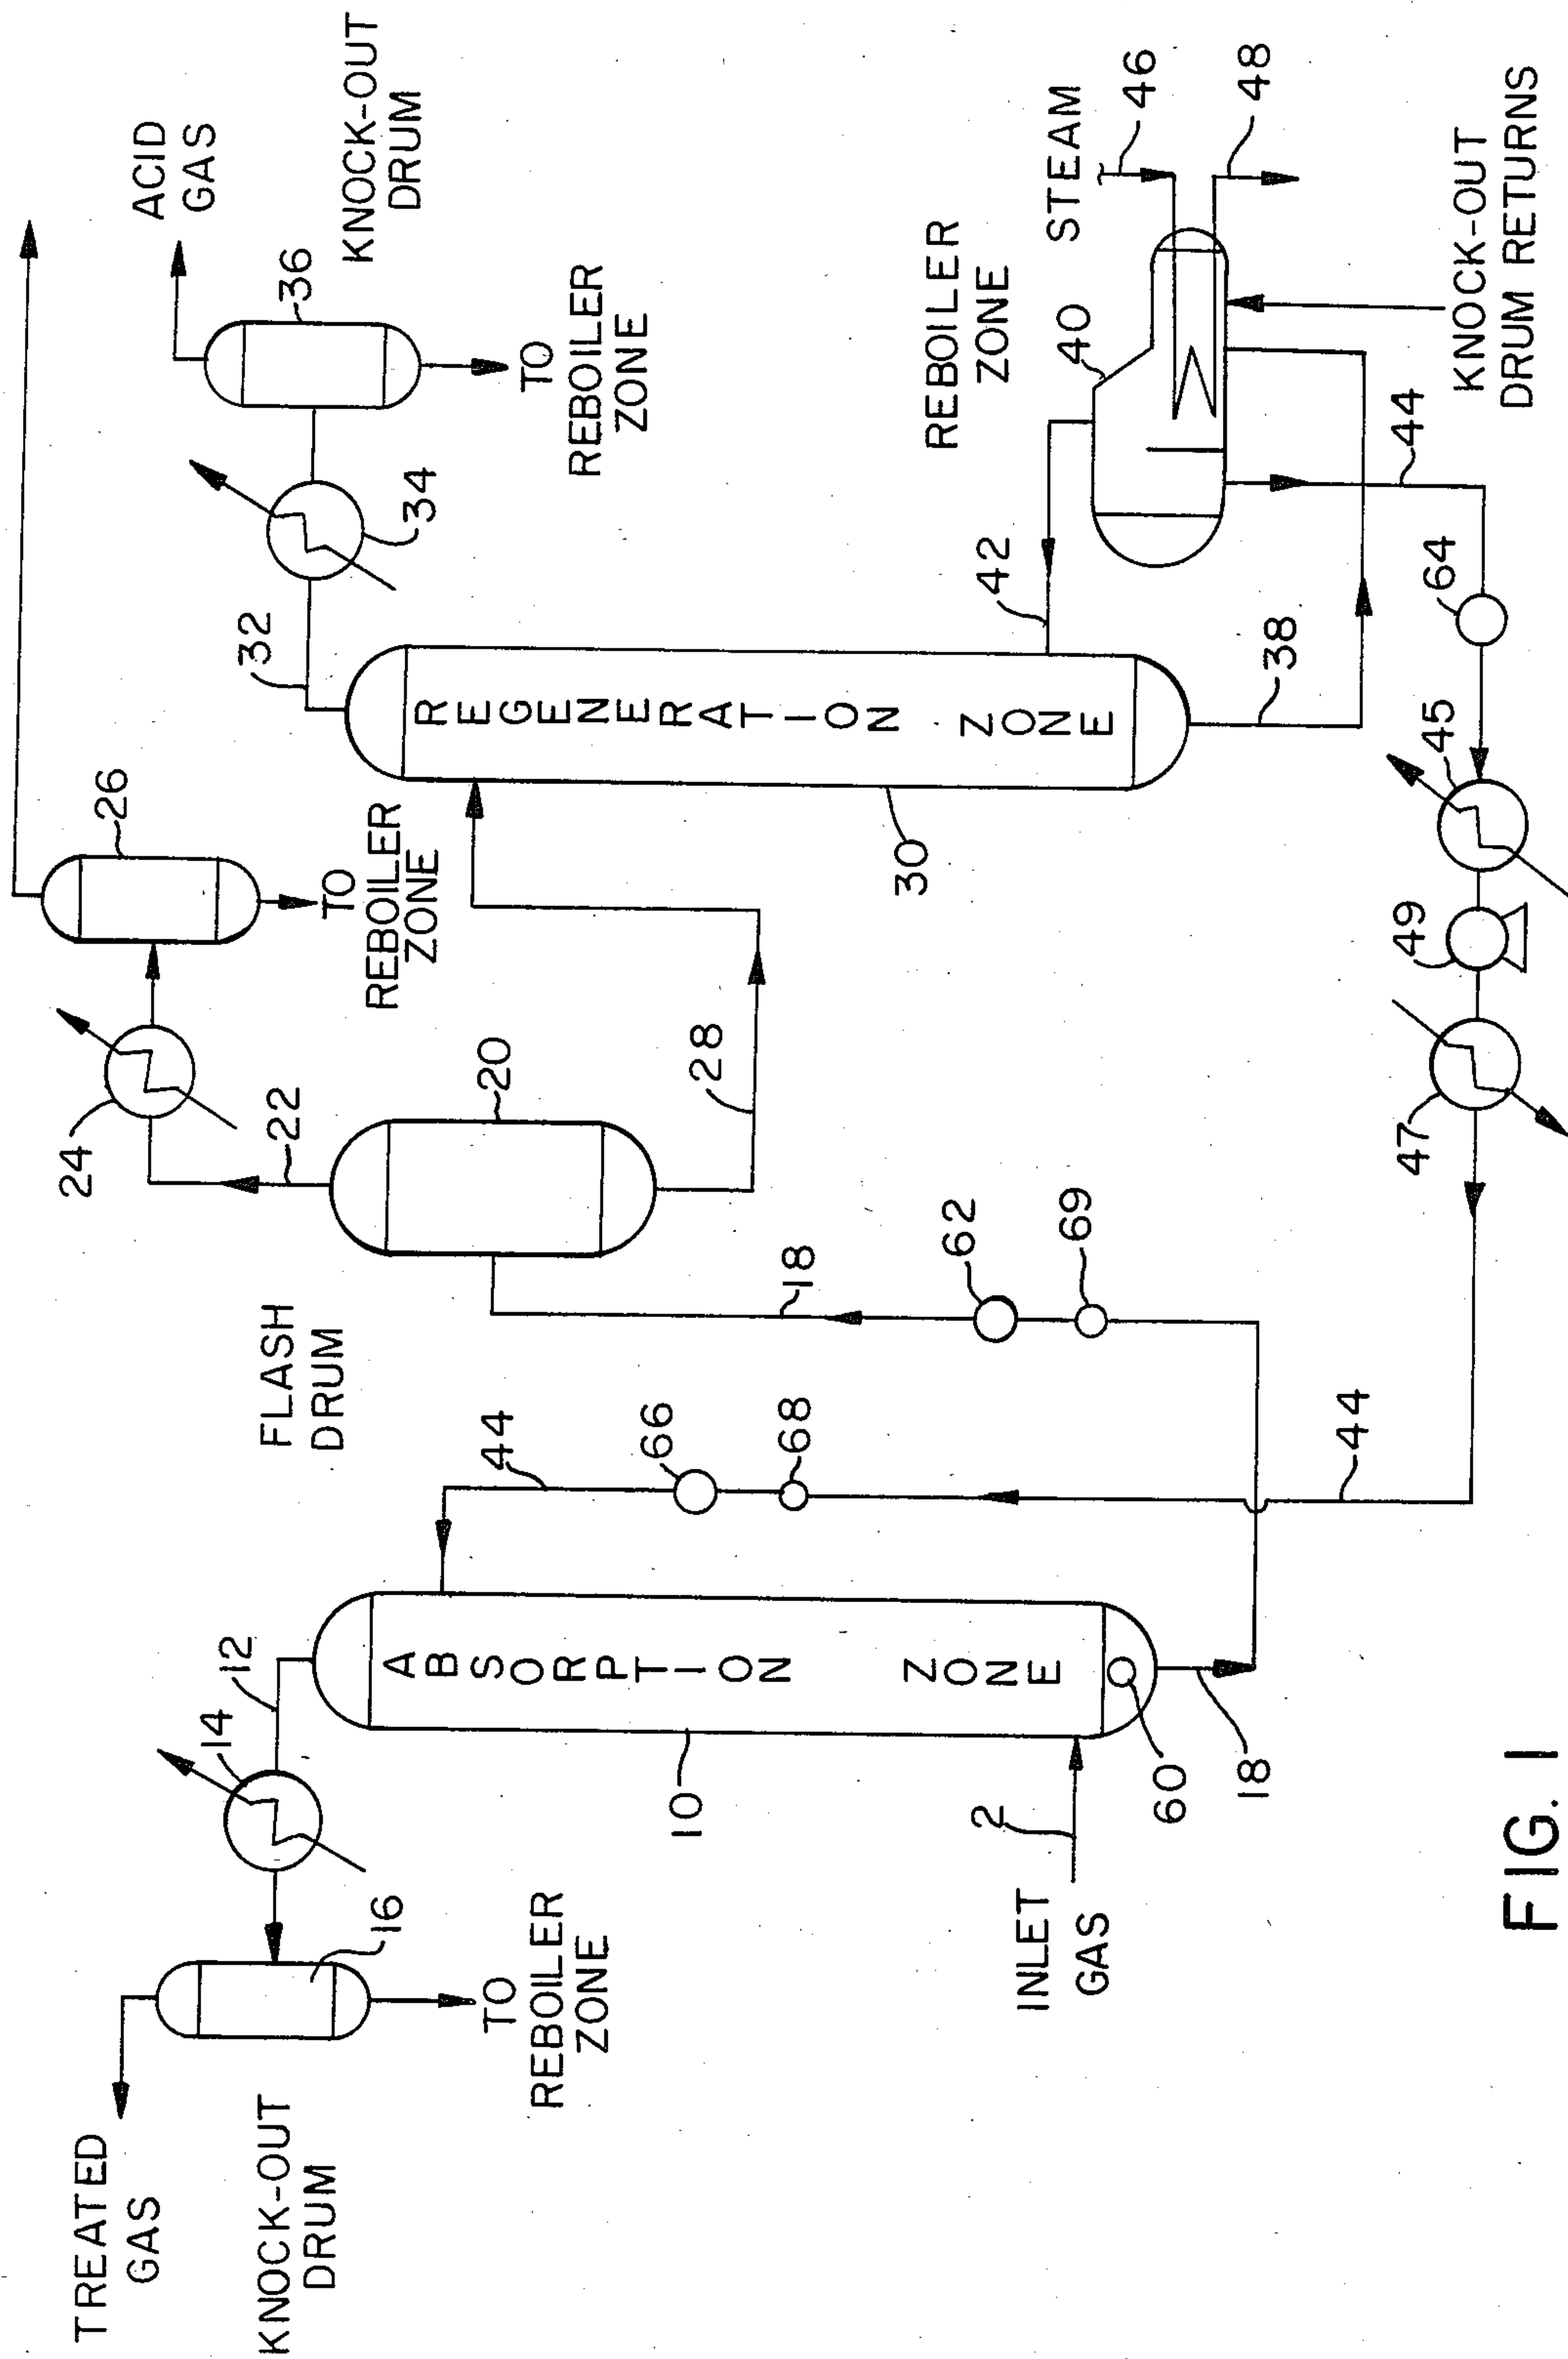 TREATED
GAS
KNOCK-OUT
DRUM
16
TO
REBOILER
ZONE
14
12
ABSORPTION ZONE
10
INLET
GAS
2
60
18
44
66
68
44
FLASH
DRUM
18
62
69
20
22
24
26
TO
REBOILER
ZONE
28
REGENERATION ZONE
30
32
34
36
ACID
GAS
KNOCK-OUT
DRUM
TO
REBOILER
ZONE
38
42
REBOILER
ZONE
40
STEAM
46
48
KNOCK-OUT
DRUM RETURNS
44
64
45
49
47
FIG. 1